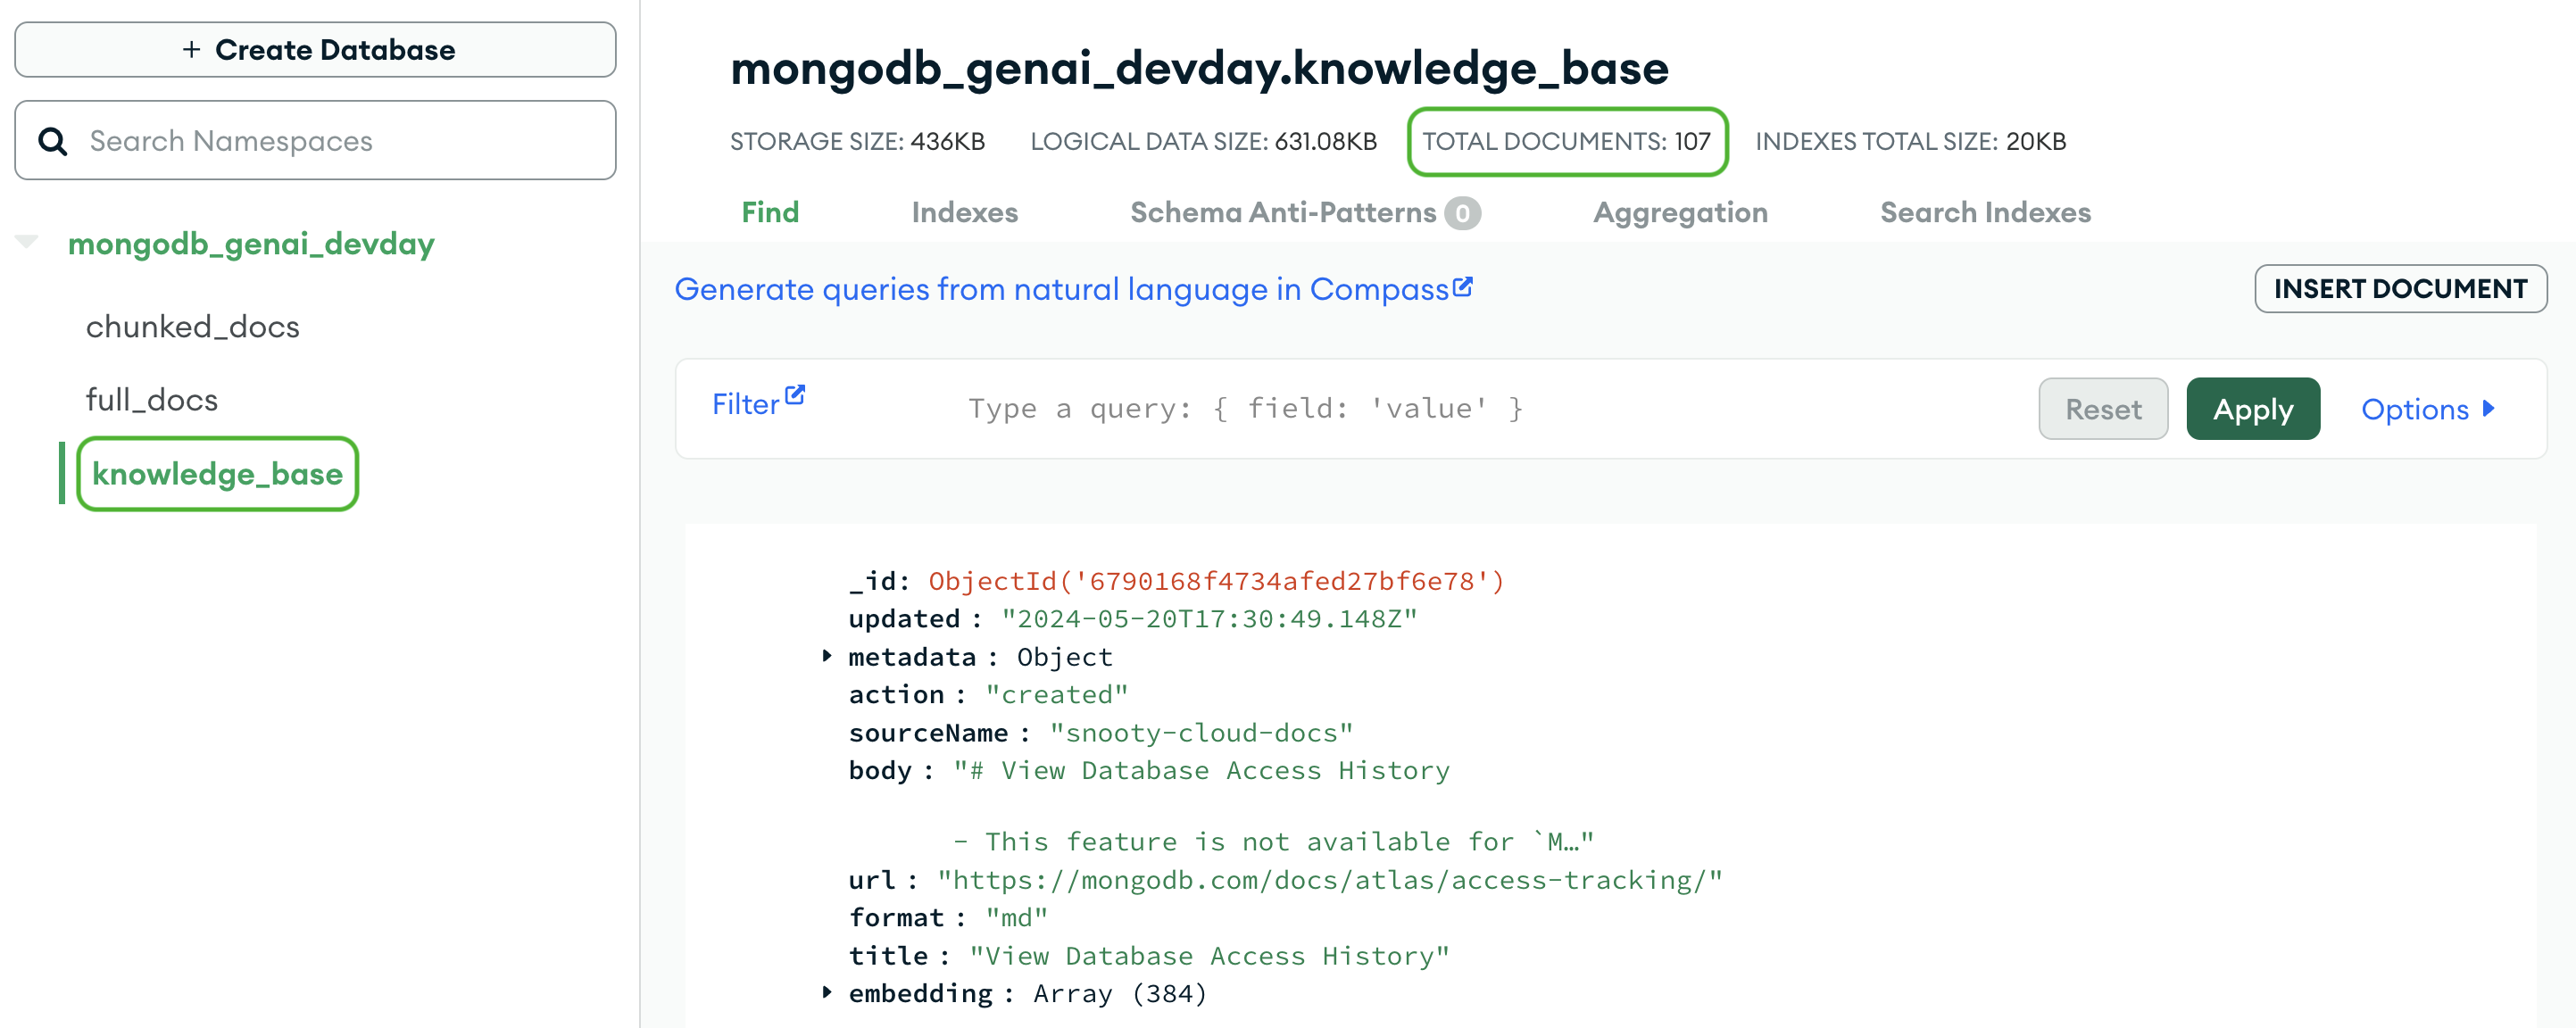 + Create Database
Search Namespaces
mongodb_genai_devday
chunked_docs
full_docs
knowledge_base
mongodb_genai_devday.knowledge_base
STORAGE SIZE: 436KB LOGICAL DATA SIZE: 631.08KB TOTAL DOCUMENTS: 107 INDEXES TOTAL SIZE: 20KB
Find Indexes Schema Anti-Patterns 0 Aggregation Search Indexes
Generate queries from natural language in Compass
INSERT DOCUMENT
Filter Type a query: { field: 'value' } Reset Apply Options
_id: ObjectId('6790168f4734afed27bf6e78')
updated : "2024-05-20T17:30:49.148Z"
metadata : Object
action : "created"
sourceName : "snooty-cloud-docs"
body : "# View Database Access History
- This feature is not available for `M…"
url : "https://mongodb.com/docs/atlas/access-tracking/"
format : "md"
title : "View Database Access History"
embedding : Array (384)